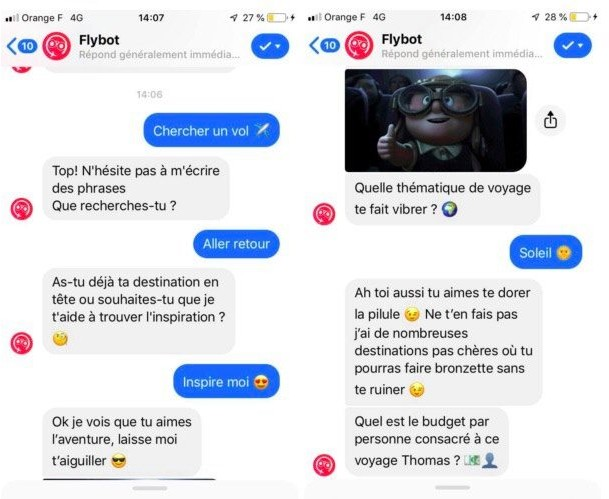 Orange F 4G 14:07 27 %
10
Flybot
Répond généralement immédia...
14:06
Chercher un vol ✈️
Top! N'hésite pas à m'écrire
des phrases
Que recherches-tu ?
Aller retour
As-tu déjà ta destination en
tête ou souhaites-tu que je
t'aide à trouver l'inspiration ?
🧐
Inspire moi 😍
Ok je vois que tu aimes
l'aventure, laisse moi
t'aiguiller 😎
Orange F 4G 14:08 28 %
10
Flybot
Répond généralement immédia...
Quelle thématique de voyage
te fait vibrer ? 🌍
Soleil 🌞
Ah toi aussi tu aimes te dorer
la pilule 😉 Ne t'en fais pas
j'ai de nombreuses
destinations pas chères où tu
pourras faire bronzette sans
te ruiner 😉
Quel est le budget par
personne consacré à ce
voyage Thomas ? 💵👤